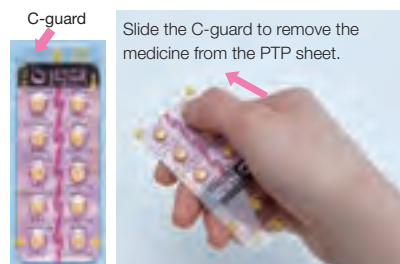 C-guard
Slide the C-guard to remove the
medicine from the PTP sheet.